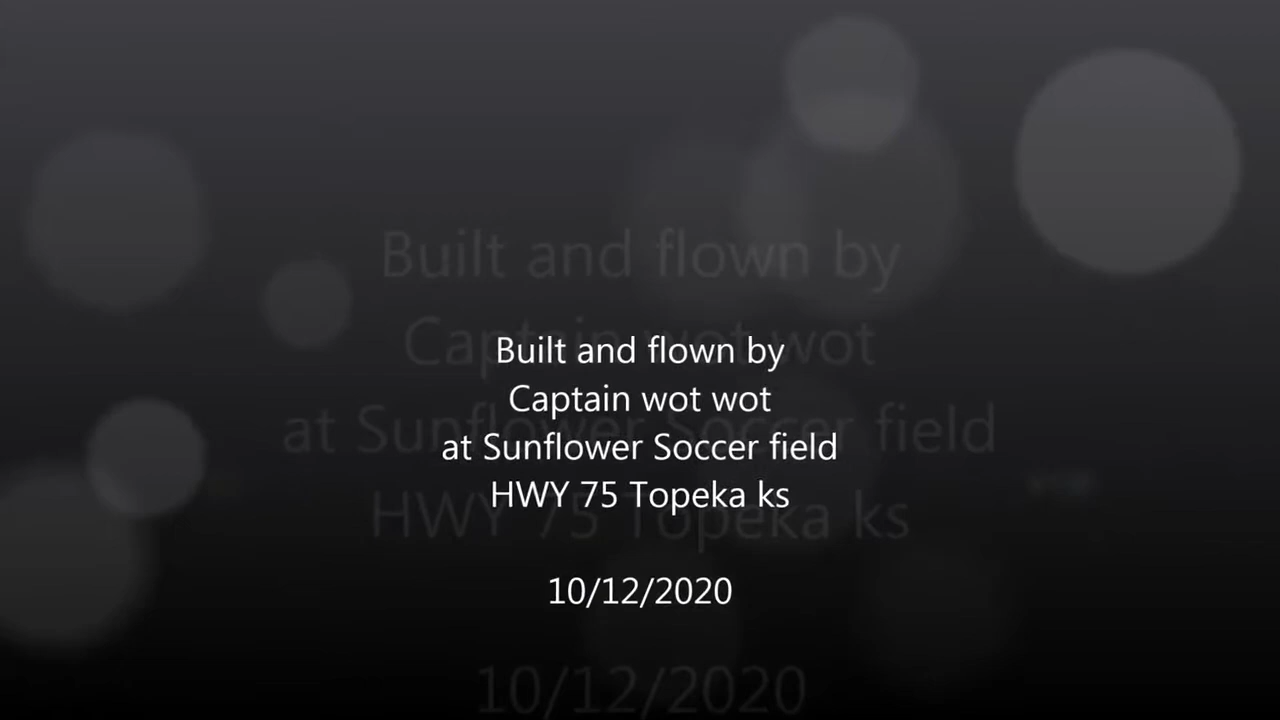 Built and flown by
Captain wot wot
at Sunflower Soccer field
HWY 75 Topeka ks
10/12/2020